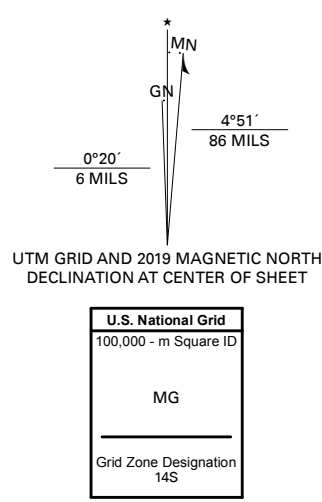 MN
GN
4°51´
86 MILS
0°20´
6 MILS
UTM GRID AND 2019 MAGNETIC NORTH
DECLINATION AT CENTER OF SHEET
U.S. National Grid
100,000 - m Square ID
MG
Grid Zone Designation
14S